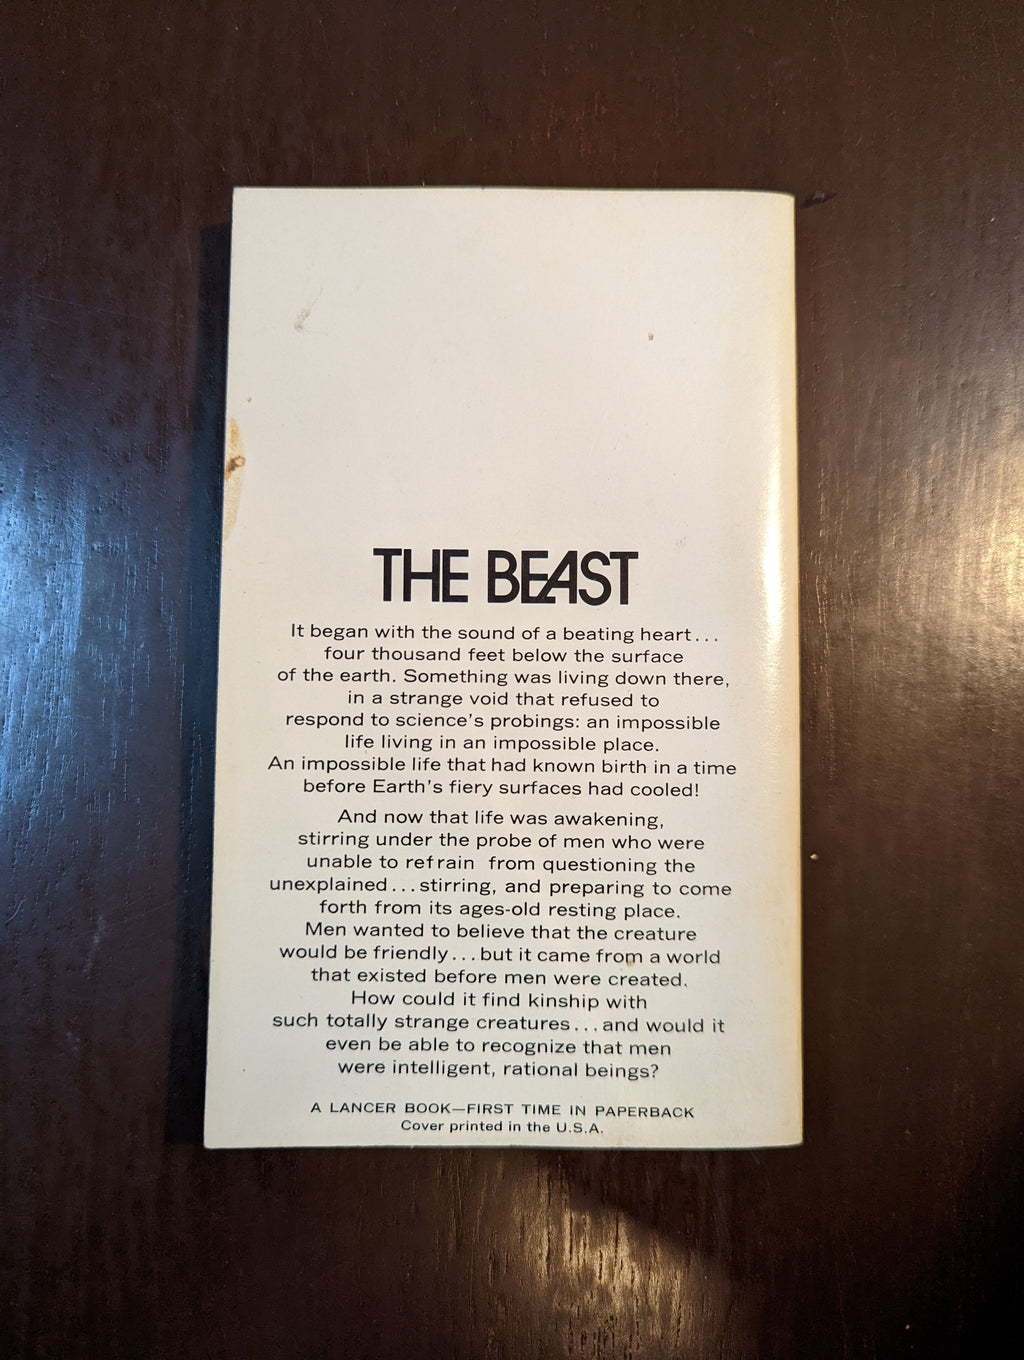 THE BEAST
It began with the sound of a beating heart...
four thousand feet below the surface
of the earth. Something was living down there,
in a strange void that refused to
respond to science's probings: an impossible
life living in an impossible place.
An impossible life that had known birth in a time
before Earth's fiery surfaces had cooled!
And now that life was awakening,
stirring under the probe of men who were
unable to refrain from questioning the
unexplained...stirring, and preparing to come
forth from its ages-old resting place.
Men wanted to believe that the creature
would be friendly...but it came from a world
that existed before men were created.
How could it find kinship with
such totally strange creatures...and would it
even be able to recognize that men
were intelligent, rational beings?
A LANCER BOOK—FIRST TIME IN PAPERBACK
Cover printed in the U.S.A.